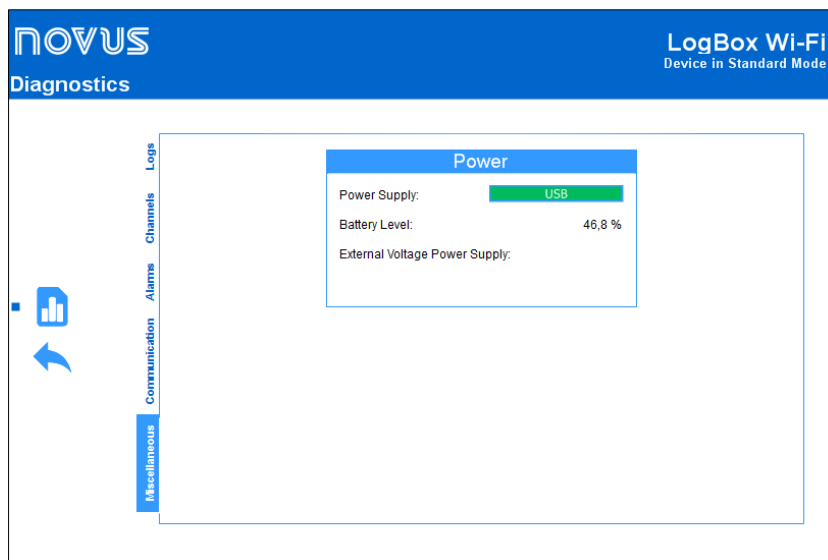 NOVUS
LogBox Wi-Fi
Device in Standard Mode
Diagnostics
Logs
Channels
Alarms
Communication
Miscellaneous
Power
Power Supply: USB
Battery Level: 46,8 %
External Voltage Power Supply: